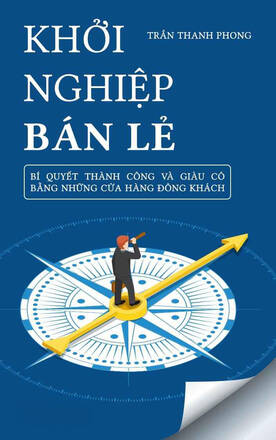 KHỞI
TRẦN THANH PHONG
NGHIỆP
BÁN LẺ
BÍ QUYẾT THÀNH CÔNG VÀ GIÀU CÓ
BẰNG NHỮNG CỬA HÀNG ĐÔNG KHÁCH